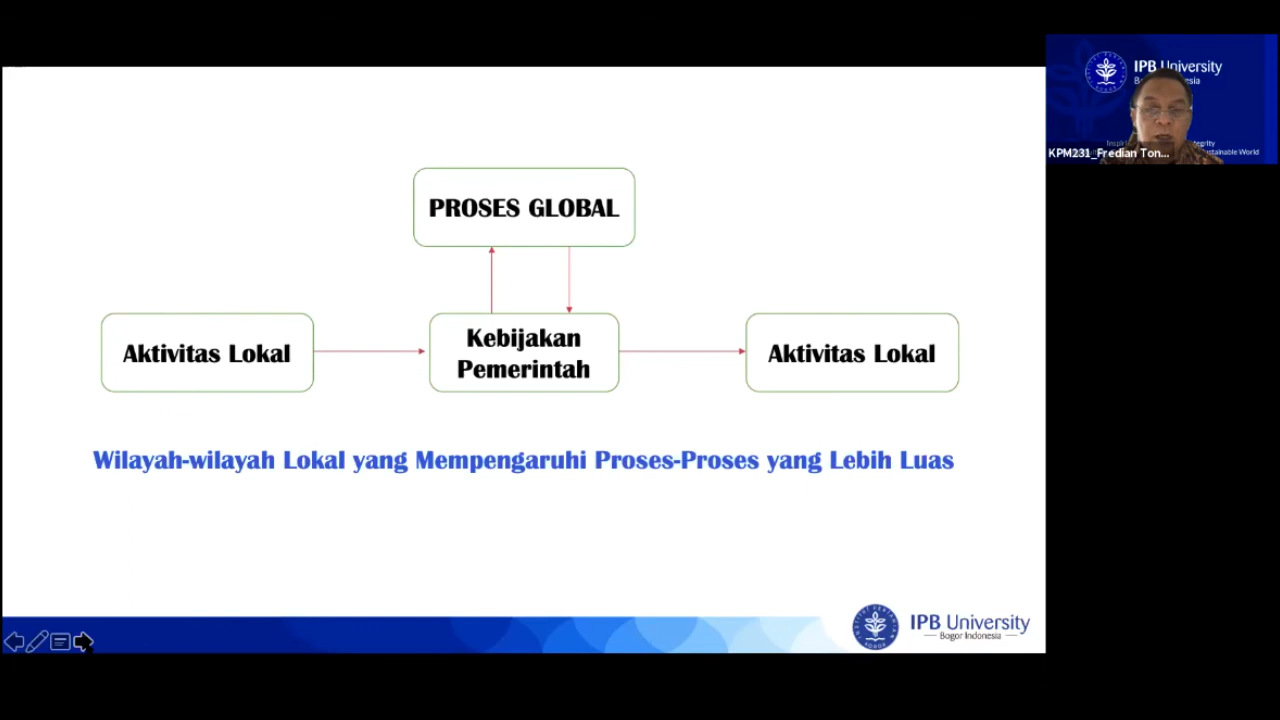 PROSES GLOBAL
Aktivitas Lokal
Kebijakan
Pemerintah
Aktivitas Lokal
Wilayah-wilayah Lokal yang Mempengaruhi Proses-Proses yang Lebih Luas
IPB University
Bogor Indonesia
IPB University
KPM231_Fredian Ton...